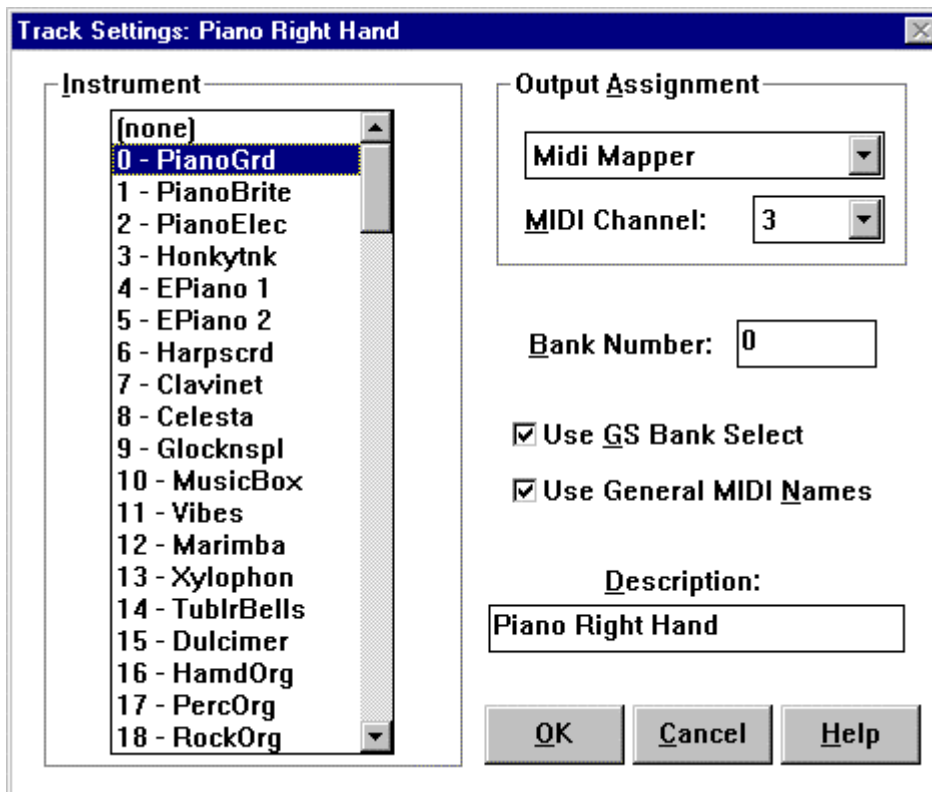 Track Settings: Piano Right Hand
Instrument
(none)
0 - PianoGrd
1 - PianoBrite
2 - PianoElec
3 - Honkytnk
4 - EPiano 1
5 - EPiano 2
6 - Harpscrd
7 - Clavinet
8 - Celesta
9 - Glocknspl
10 - MusicBox
11 - Vibes
12 - Marimba
13 - Xylophon
14 - TublrBells
15 - Dulcimer
16 - HamdOrg
17 - PercOrg
18 - RockOrg
Output Assignment
Midi Mapper
MIDI Channel: 3
Bank Number: 0
Use GS Bank Select
Use General MIDI Names
Description:
Piano Right Hand
OK Cancel Help